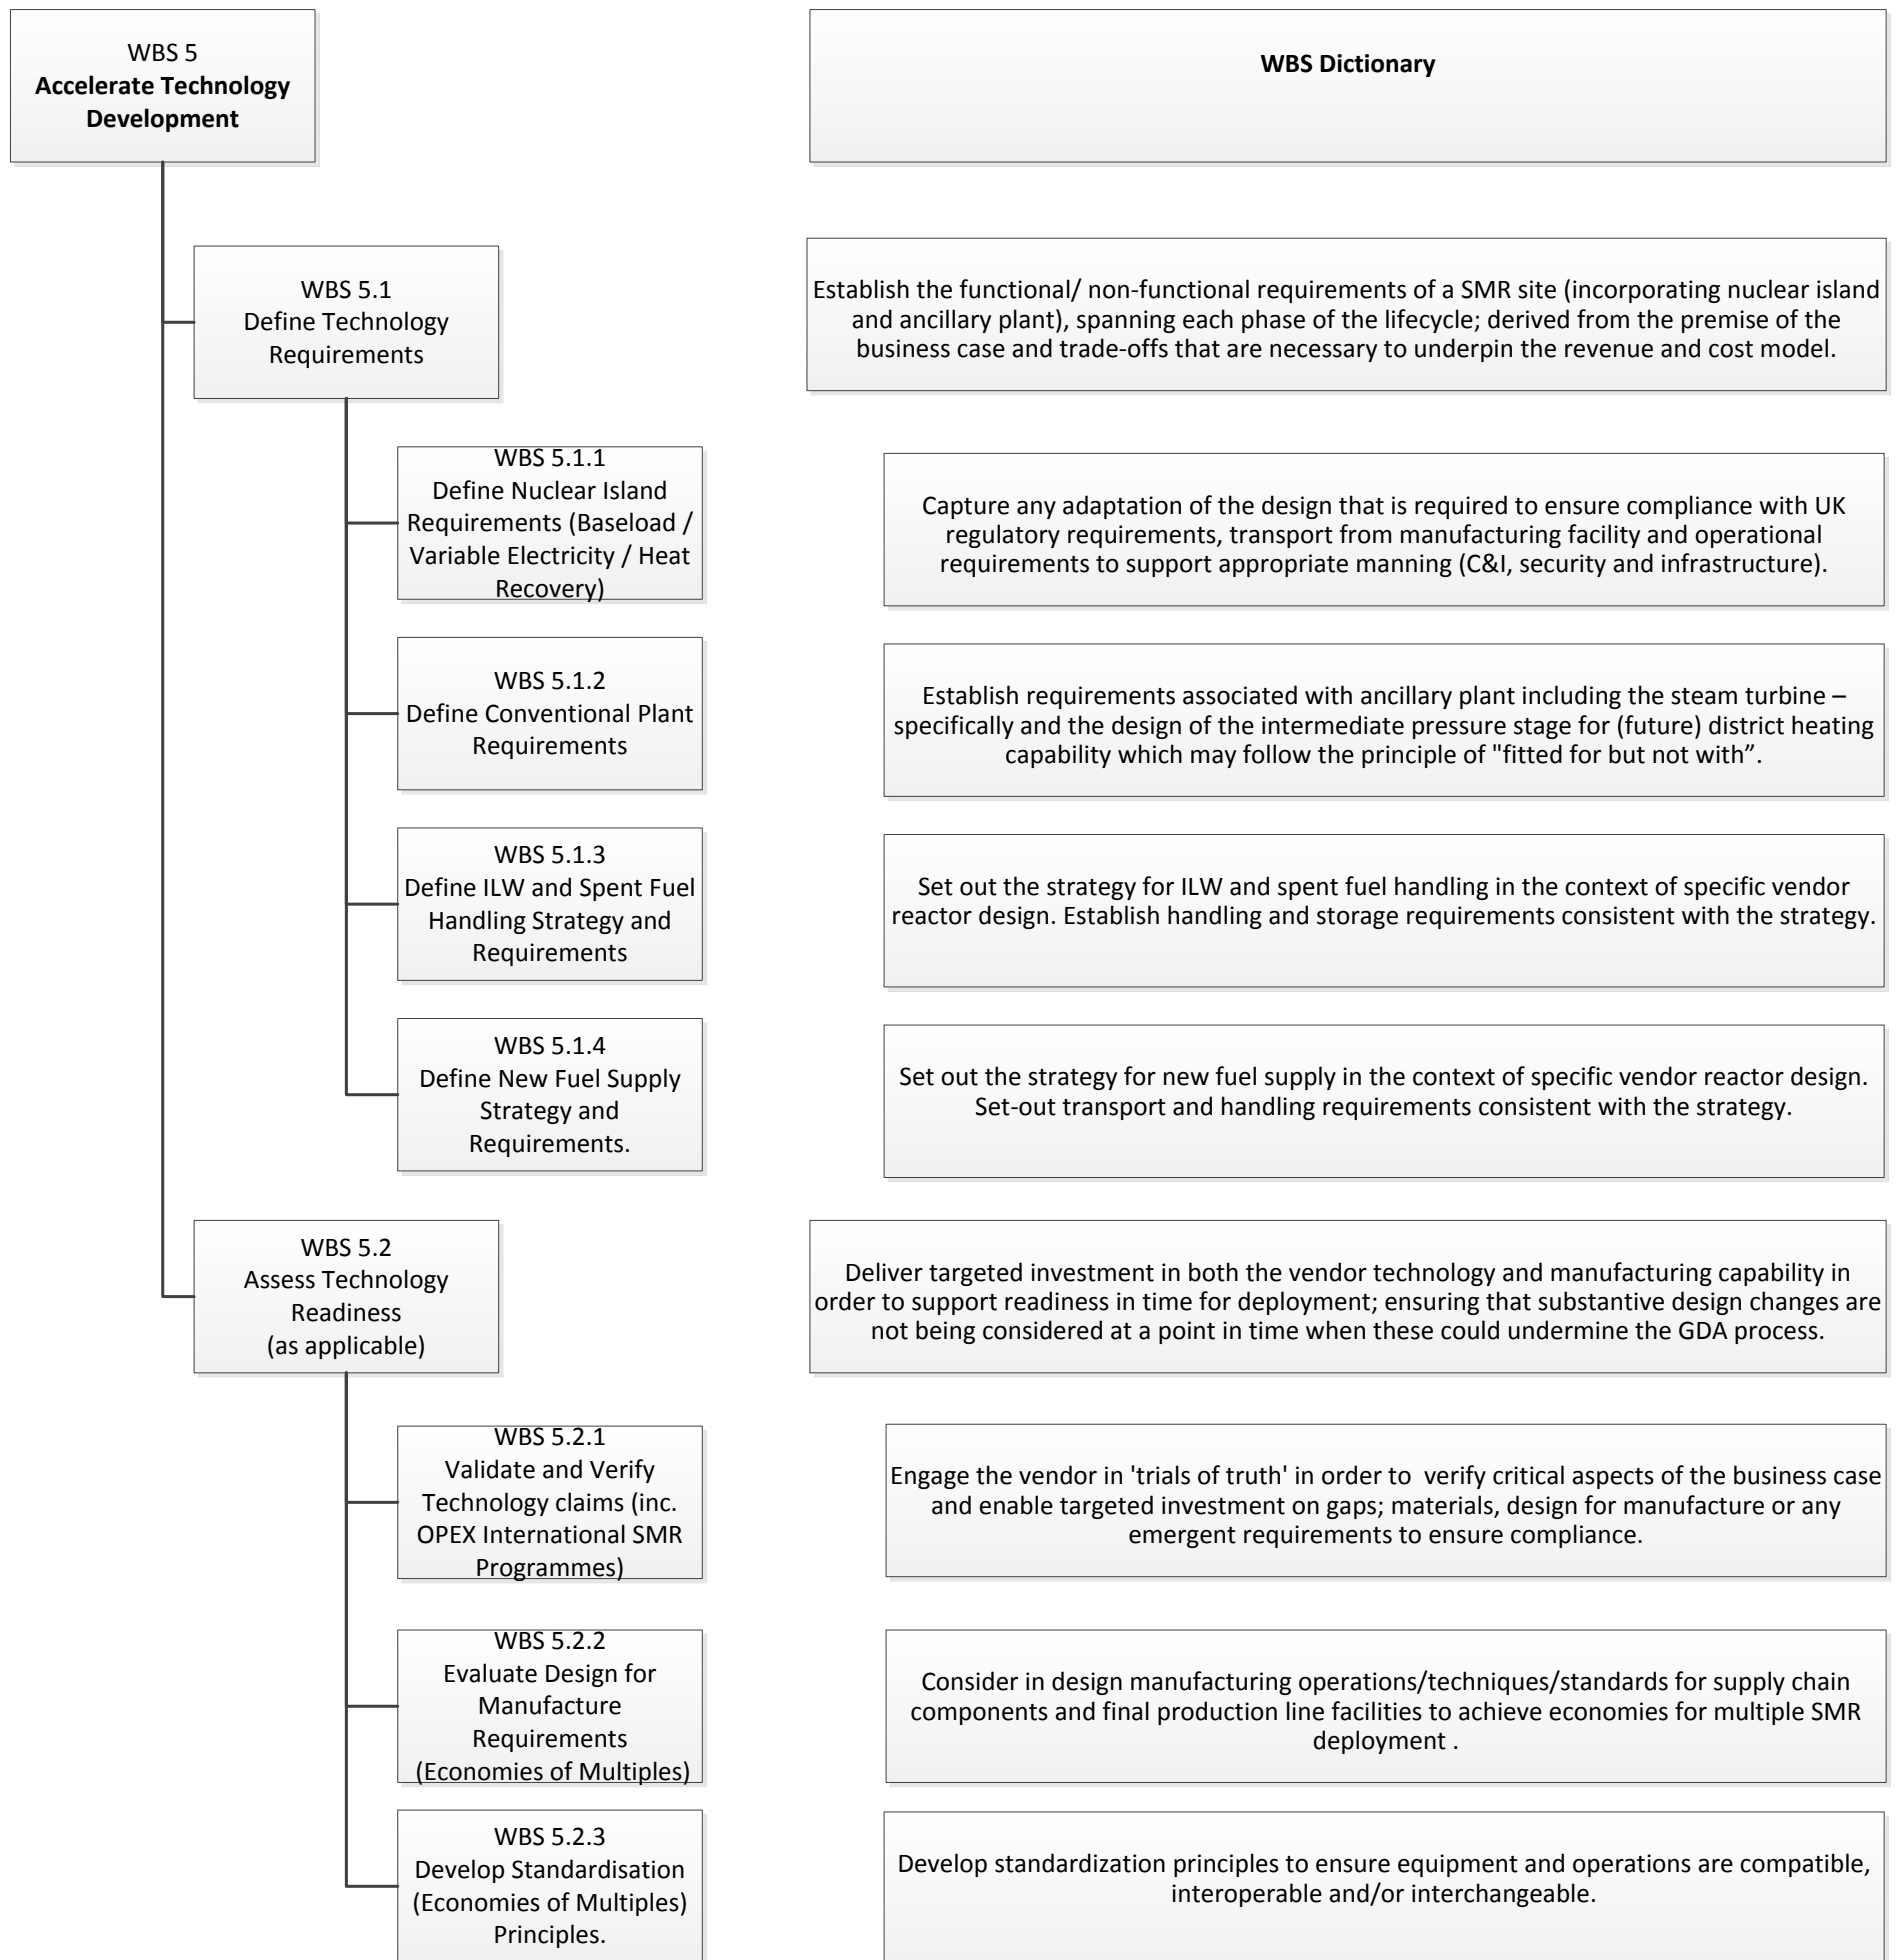 WBS 5
Accelerate Technology
Development
WBS Dictionary
WBS 5.1
Define Technology
Requirements
Establish the functional/ non-functional requirements of a SMR site (incorporating nuclear island
and ancillary plant), spanning each phase of the lifecycle; derived from the premise of the
business case and trade-offs that are necessary to underpin the revenue and cost model.
WBS 5.1.1
Define Nuclear Island
Requirements (Baseload /
Variable Electricity / Heat
Recovery)
Capture any adaptation of the design that is required to ensure compliance with UK
regulatory requirements, transport from manufacturing facility and operational
requirements to support appropriate manning (C&I, security and infrastructure).
WBS 5.1.2
Define Conventional Plant
Requirements
Establish requirements associated with ancillary plant including the steam turbine –
specifically and the design of the intermediate pressure stage for (future) district heating
capability which may follow the principle of "fitted for but not with”.
WBS 5.1.3
Define ILW and Spent Fuel
Handling Strategy and
Requirements
Set out the strategy for ILW and spent fuel handling in the context of specific vendor
reactor design. Establish handling and storage requirements consistent with the strategy.
WBS 5.1.4
Define New Fuel Supply
Strategy and
Requirements.
Set out the strategy for new fuel supply in the context of specific vendor reactor design.
Set-out transport and handling requirements consistent with the strategy.
WBS 5.2
Assess Technology
Readiness
(as applicable)
Deliver targeted investment in both the vendor technology and manufacturing capability in
order to support readiness in time for deployment; ensuring that substantive design changes are
not being considered at a point in time when these could undermine the GDA process.
WBS 5.2.1
Validate and Verify
Technology claims (inc.
OPEX International SMR
Programmes)
Engage the vendor in 'trials of truth' in order to  verify critical aspects of the business case
and enable targeted investment on gaps; materials, design for manufacture or any
emergent requirements to ensure compliance.
WBS 5.2.2
Evaluate Design for
Manufacture
Requirements
(Economies of Multiples)
Consider in design manufacturing operations/techniques/standards for supply chain
components and final production line facilities to achieve economies for multiple SMR
deployment .
WBS 5.2.3
Develop Standardisation
(Economies of Multiples)
Principles.
Develop standardization principles to ensure equipment and operations are compatible,
interoperable and/or interchangeable.